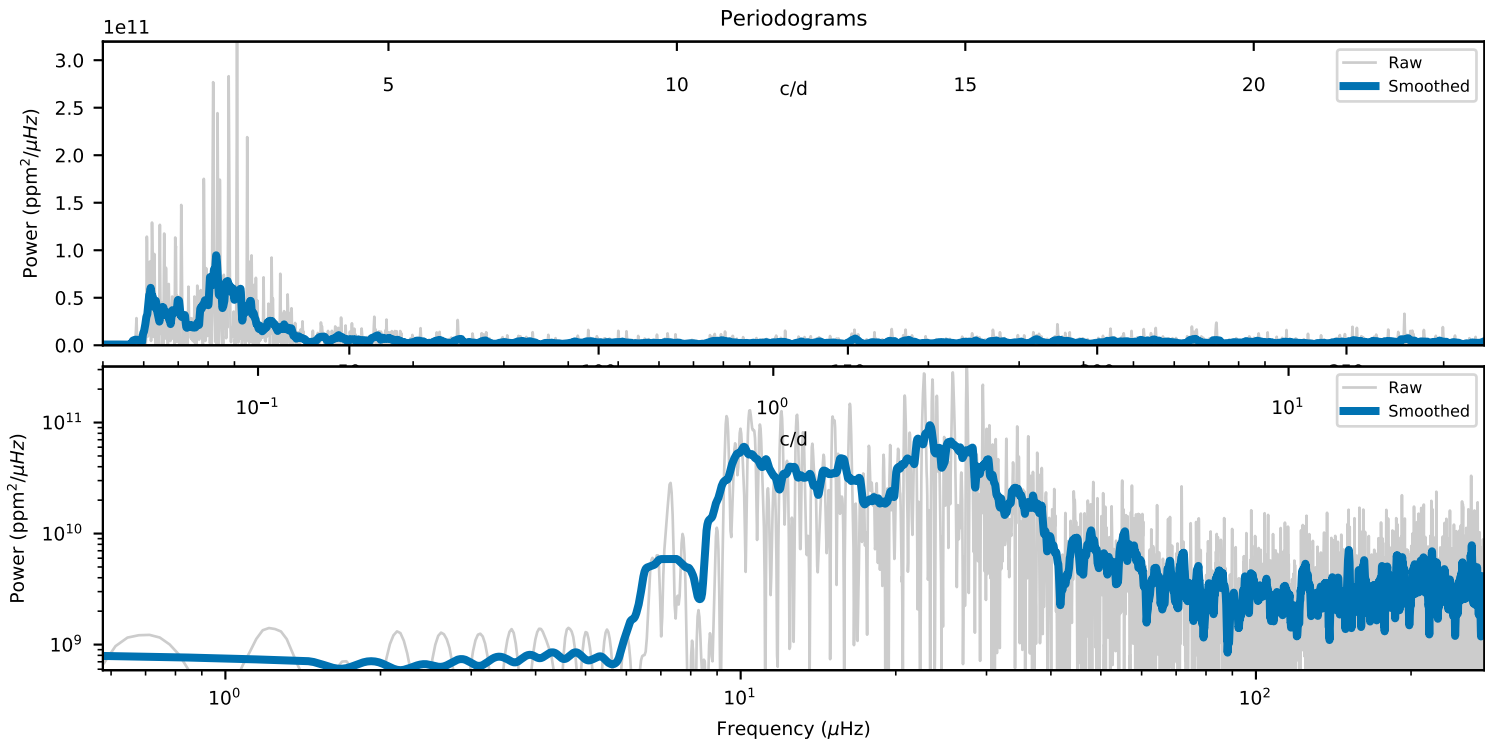 Periodograms
1e11
Power (ppm²/μHz)
3.0
2.5
2.0
1.5
1.0
0.5
0.0
5 10 15 20
c/d
Raw
Smoothed
Power (ppm²/μHz)
10¹¹
10¹⁰
10⁹
10⁻¹ 10⁰ 10¹
c/d
Raw
Smoothed
10⁰ 10¹ 10²
Frequency (μHz)